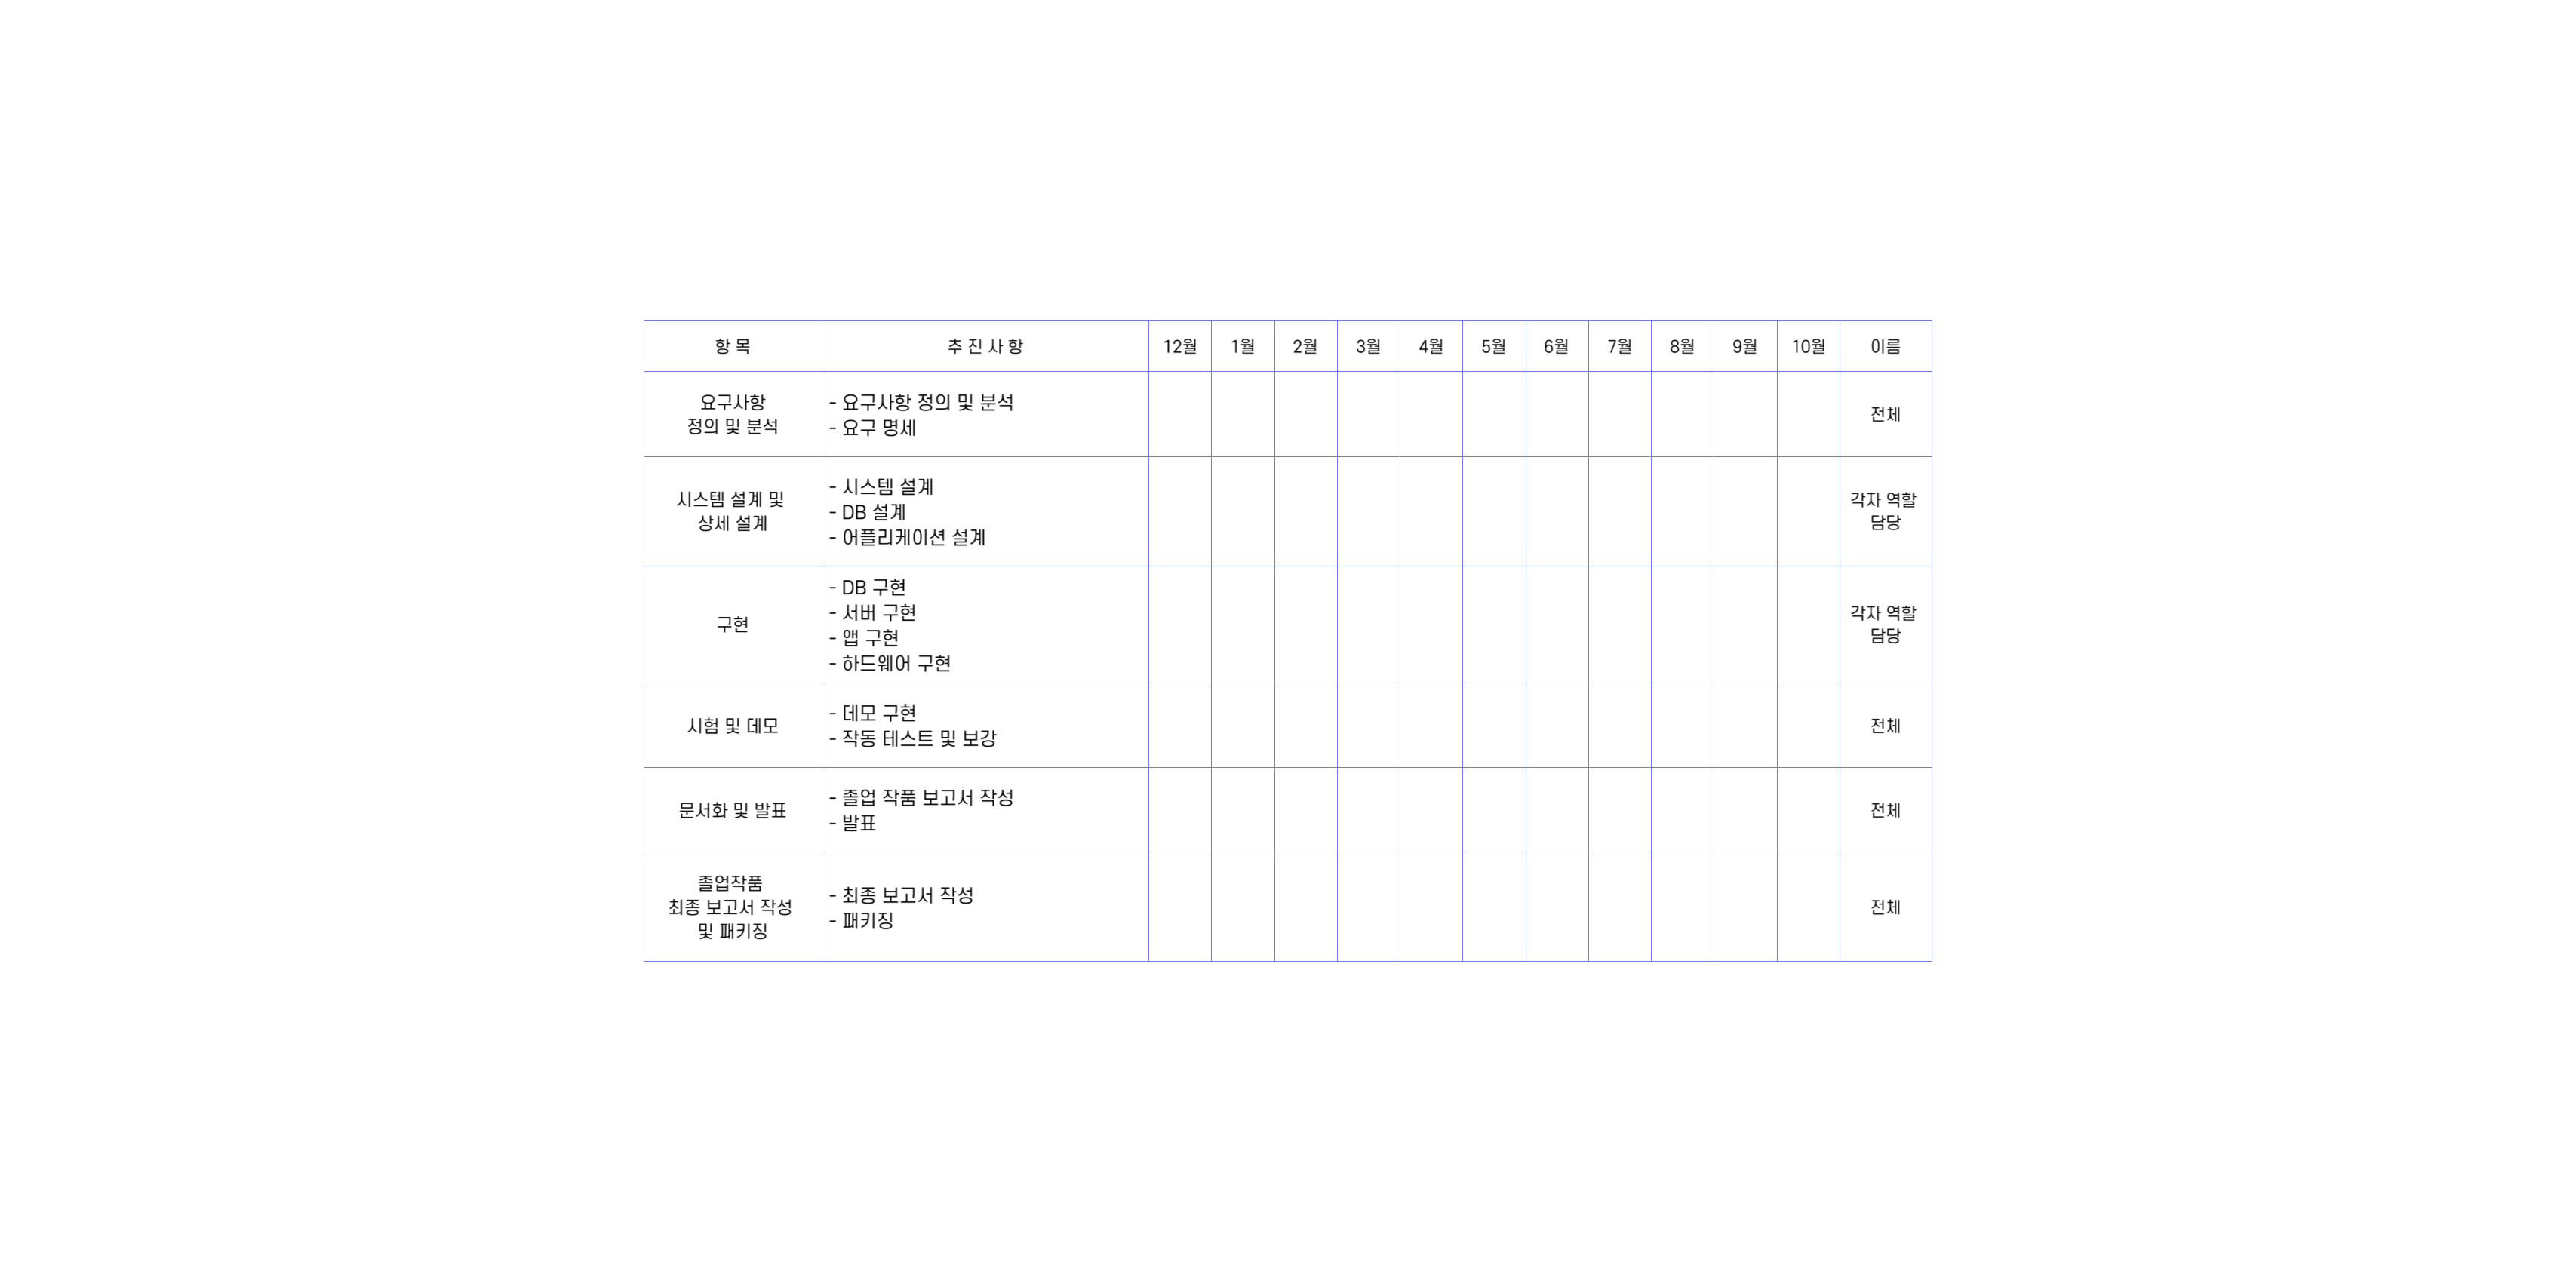 항 목 추 진 사 항 12월 1월 2월 3월 4월 5월 6월 7월 8월 9월 10월 이름
요구사항
정의 및 분석
- 요구사항 정의 및 분석
- 요구 명세
전체
시스템 설계 및
상세 설계
- 시스템 설계
- DB 설계
- 어플리케이션 설계
각자 역할
담당
구현
- DB 구현
- 서버 구현
- 앱 구현
- 하드웨어 구현
각자 역할
담당
시험 및 데모
- 데모 구현
- 작동 테스트 및 보강
전체
문서화 및 발표
- 졸업 작품 보고서 작성
- 발표
전체
졸업작품
최종 보고서 작성
및 패키징
- 최종 보고서 작성
- 패키징
전체